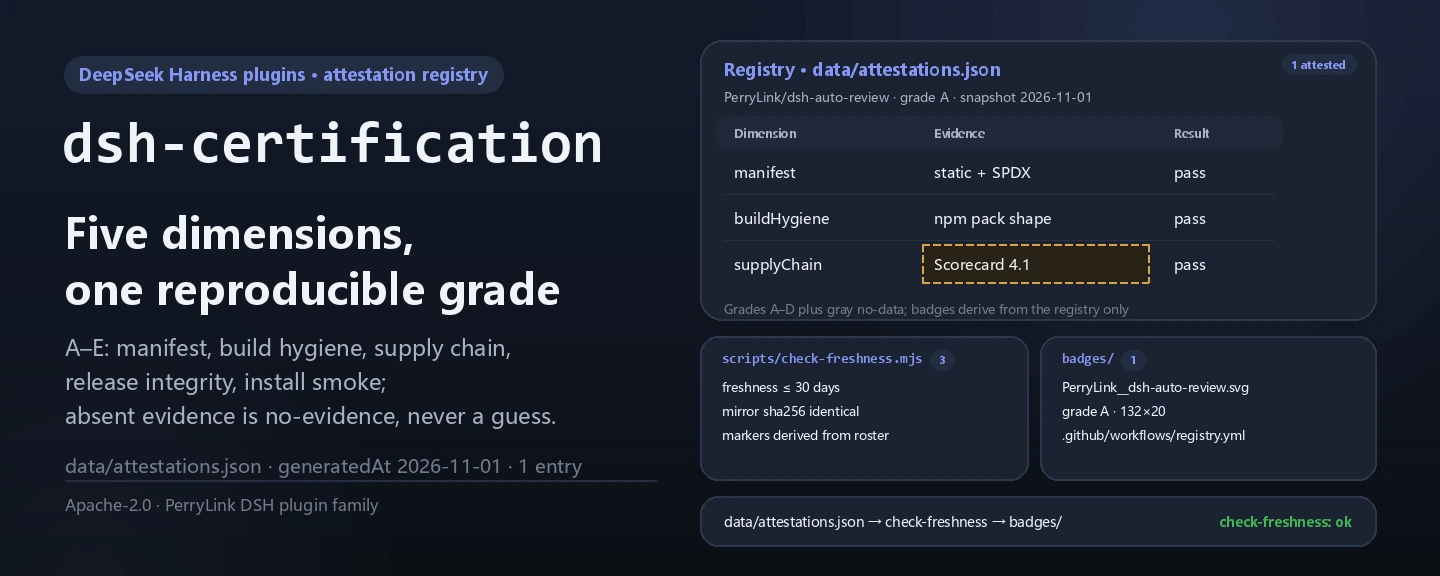 DeepSeek Harness plugins • attestation registry
dsh-certification
Five dimensions,
one reproducible grade
A–E: manifest, build hygiene, supply chain,
release integrity, install smoke;
absent evidence is no-evidence, never a guess.
data/attestations.json · generatedAt 2026-11-01 · 1 entry
Apache-2.0 · PerryLink DSH plugin family
Registry • data/attestations.json
1 attested
PerryLink/dsh-auto-review · grade A · snapshot 2026-11-01
Dimension Evidence Result
manifest static + SPDX pass
buildHygiene npm pack shape pass
supplyChain Scorecard 4.1 pass
Grades A–D plus gray no-data; badges derive from the registry only
scripts/check-freshness.mjs 3
freshness ≤ 30 days
mirror sha256 identical
markers derived from roster
badges/ 1
PerryLink__dsh-auto-review.svg
grade A · 132×20
.github/workflows/registry.yml
data/attestations.json → check-freshness → badges/
check-freshness: ok